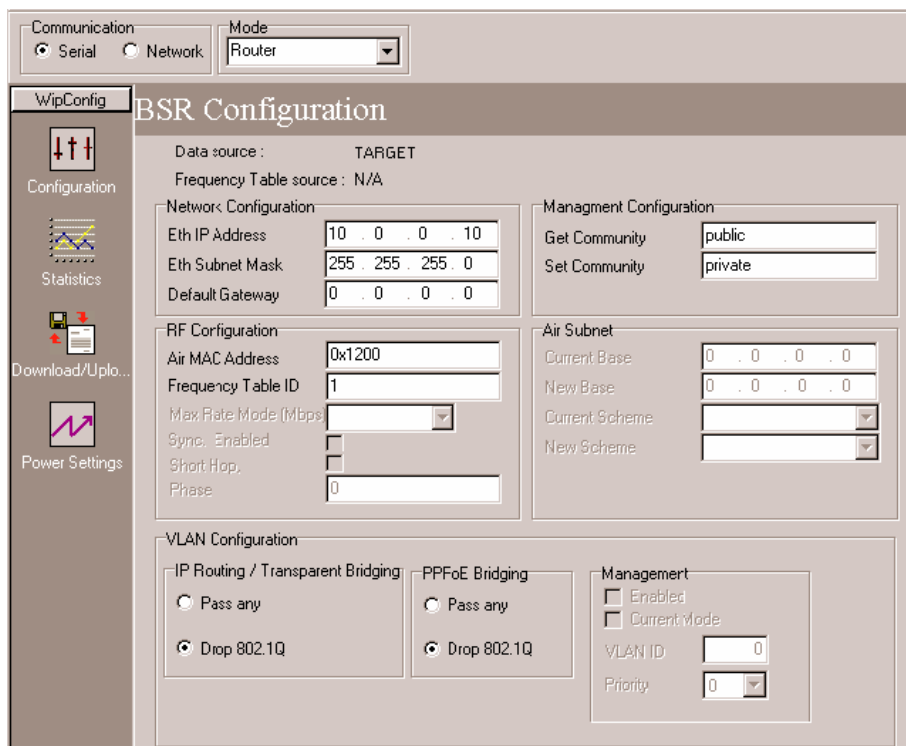 Communication
Serial Network
Mode
Router
WipConfig
Configuration
Statistics
Download/Uplo...
Power Settings
BSR Configuration
Data source : TARGET
Frequency Table source : N/A
Network Configuration
Eth IP Address 10 . 0 . 0 . 10
Eth Subnet Mask 255 . 255 . 255 . 0
Default Gateway 0 . 0 . 0 . 0
Managment Configuration
Get Community public
Set Community private
RF Configuration
Air MAC Address 0x1200
Frequency Table ID 1
Max Rate Mode (Mbps)
Sync. Enabled
Short Hop,
Phase 0
Air Subnet
Current Base 0 . 0 . 0 . 0
New Base 0 . 0 . 0 . 0
Current Scheme
New Scheme
VLAN Configuration
IP Routing / Transparent Bridging
Pass any
Drop 802.1Q
PPFoE Bridging
Pass any
Drop 802.1Q
Management
Enabled
Current Mode
VLAN ID 0
Priority 0